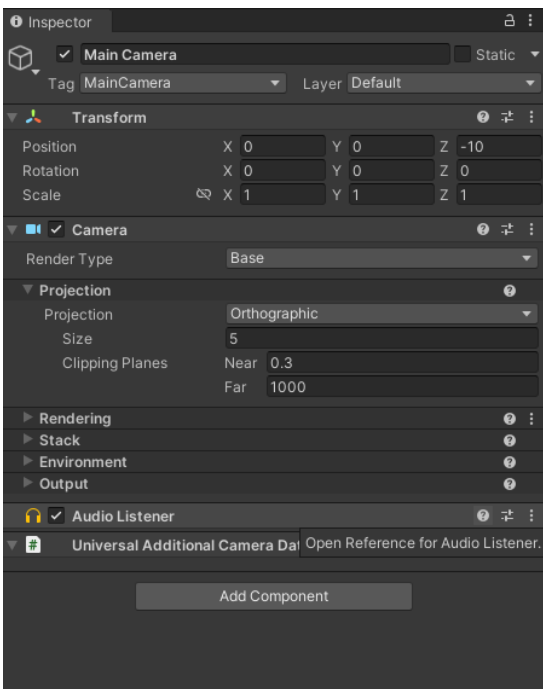 Inspector
Main Camera Static
Tag MainCamera Layer Default
Transform
Position X 0 Y 0 Z -10
Rotation X 0 Y 0 Z 0
Scale X 1 Y 1 Z 1
Camera
Render Type Base
Projection
Projection Orthographic
Size 5
Clipping Planes Near 0.3
Far 1000
Rendering
Stack
Environment
Output
Audio Listener
Universal Additional Camera Dat Open Reference for Audio Listener.
Add Component